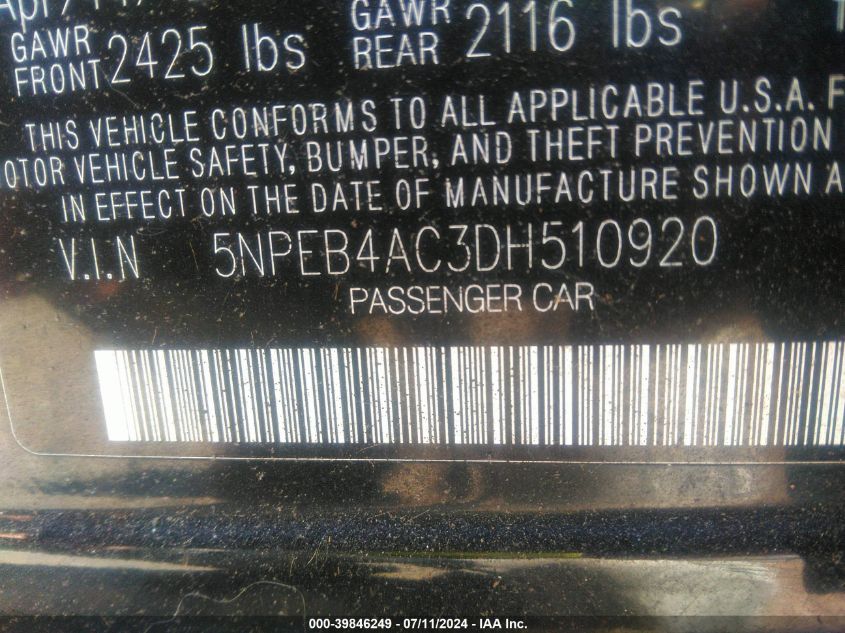 GAWR FRONT 2425 lbs GAWR REAR 2116 lbs
THIS VEHICLE CONFORMS TO ALL APPLICABLE U.S.A. F
OTOR VEHICLE SAFETY, BUMPER, AND THEFT PREVENTION
IN EFFECT ON THE DATE OF MANUFACTURE SHOWN A
V.I.N 5NPEB4AC3DH510920
PASSENGER CAR
000-39846249 - 07/11/2024 - IAA Inc.